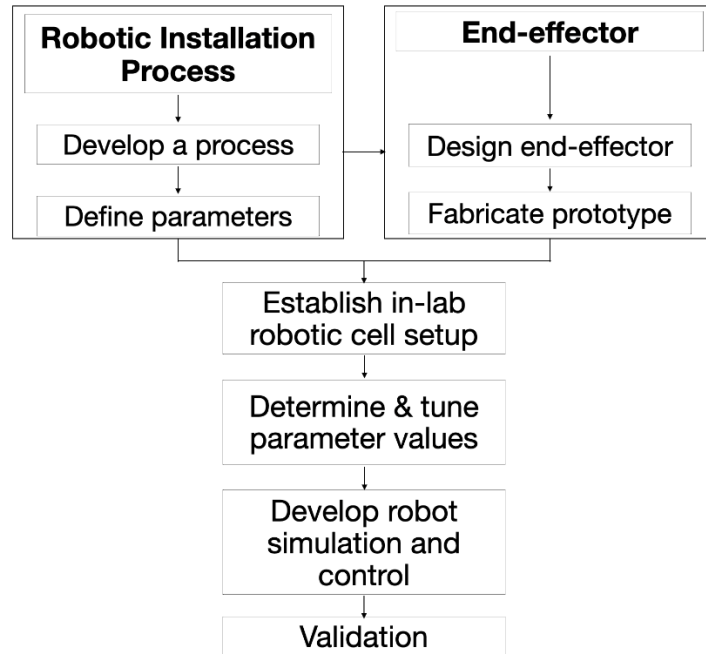 Robotic Installation
Process
Develop a process
Define parameters
End-effector
Design end-effector
Fabricate prototype
Establish in-lab
robotic cell setup
Determine & tune
parameter values
Develop robot
simulation and
control
Validation